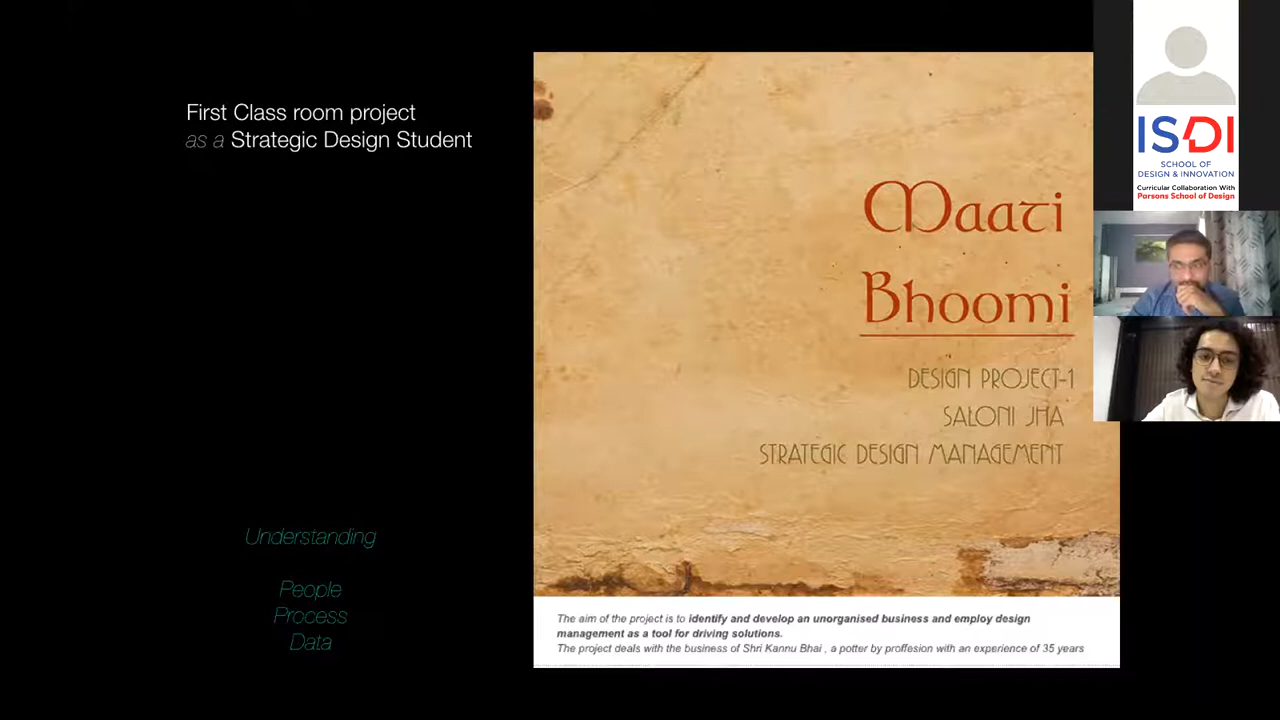 First Class room project
as a Strategic Design Student
Understanding
People
Process
Data
Maati
Bhoomi
DESIGN PROJECT-1
SALONI JHA
STRATEGIC DESIGN MANAGEMENT
The aim of the project is to identify and develop an unorganised business and employ design
management as a tool for driving solutions.
The project deals with the business of Shri Kannu Bhai , a potter by proffesion with an experience of 35 years
ISDI
SCHOOL OF
DESIGN & INNOVATION
Curricular Collaboration With
Parsons School of Design